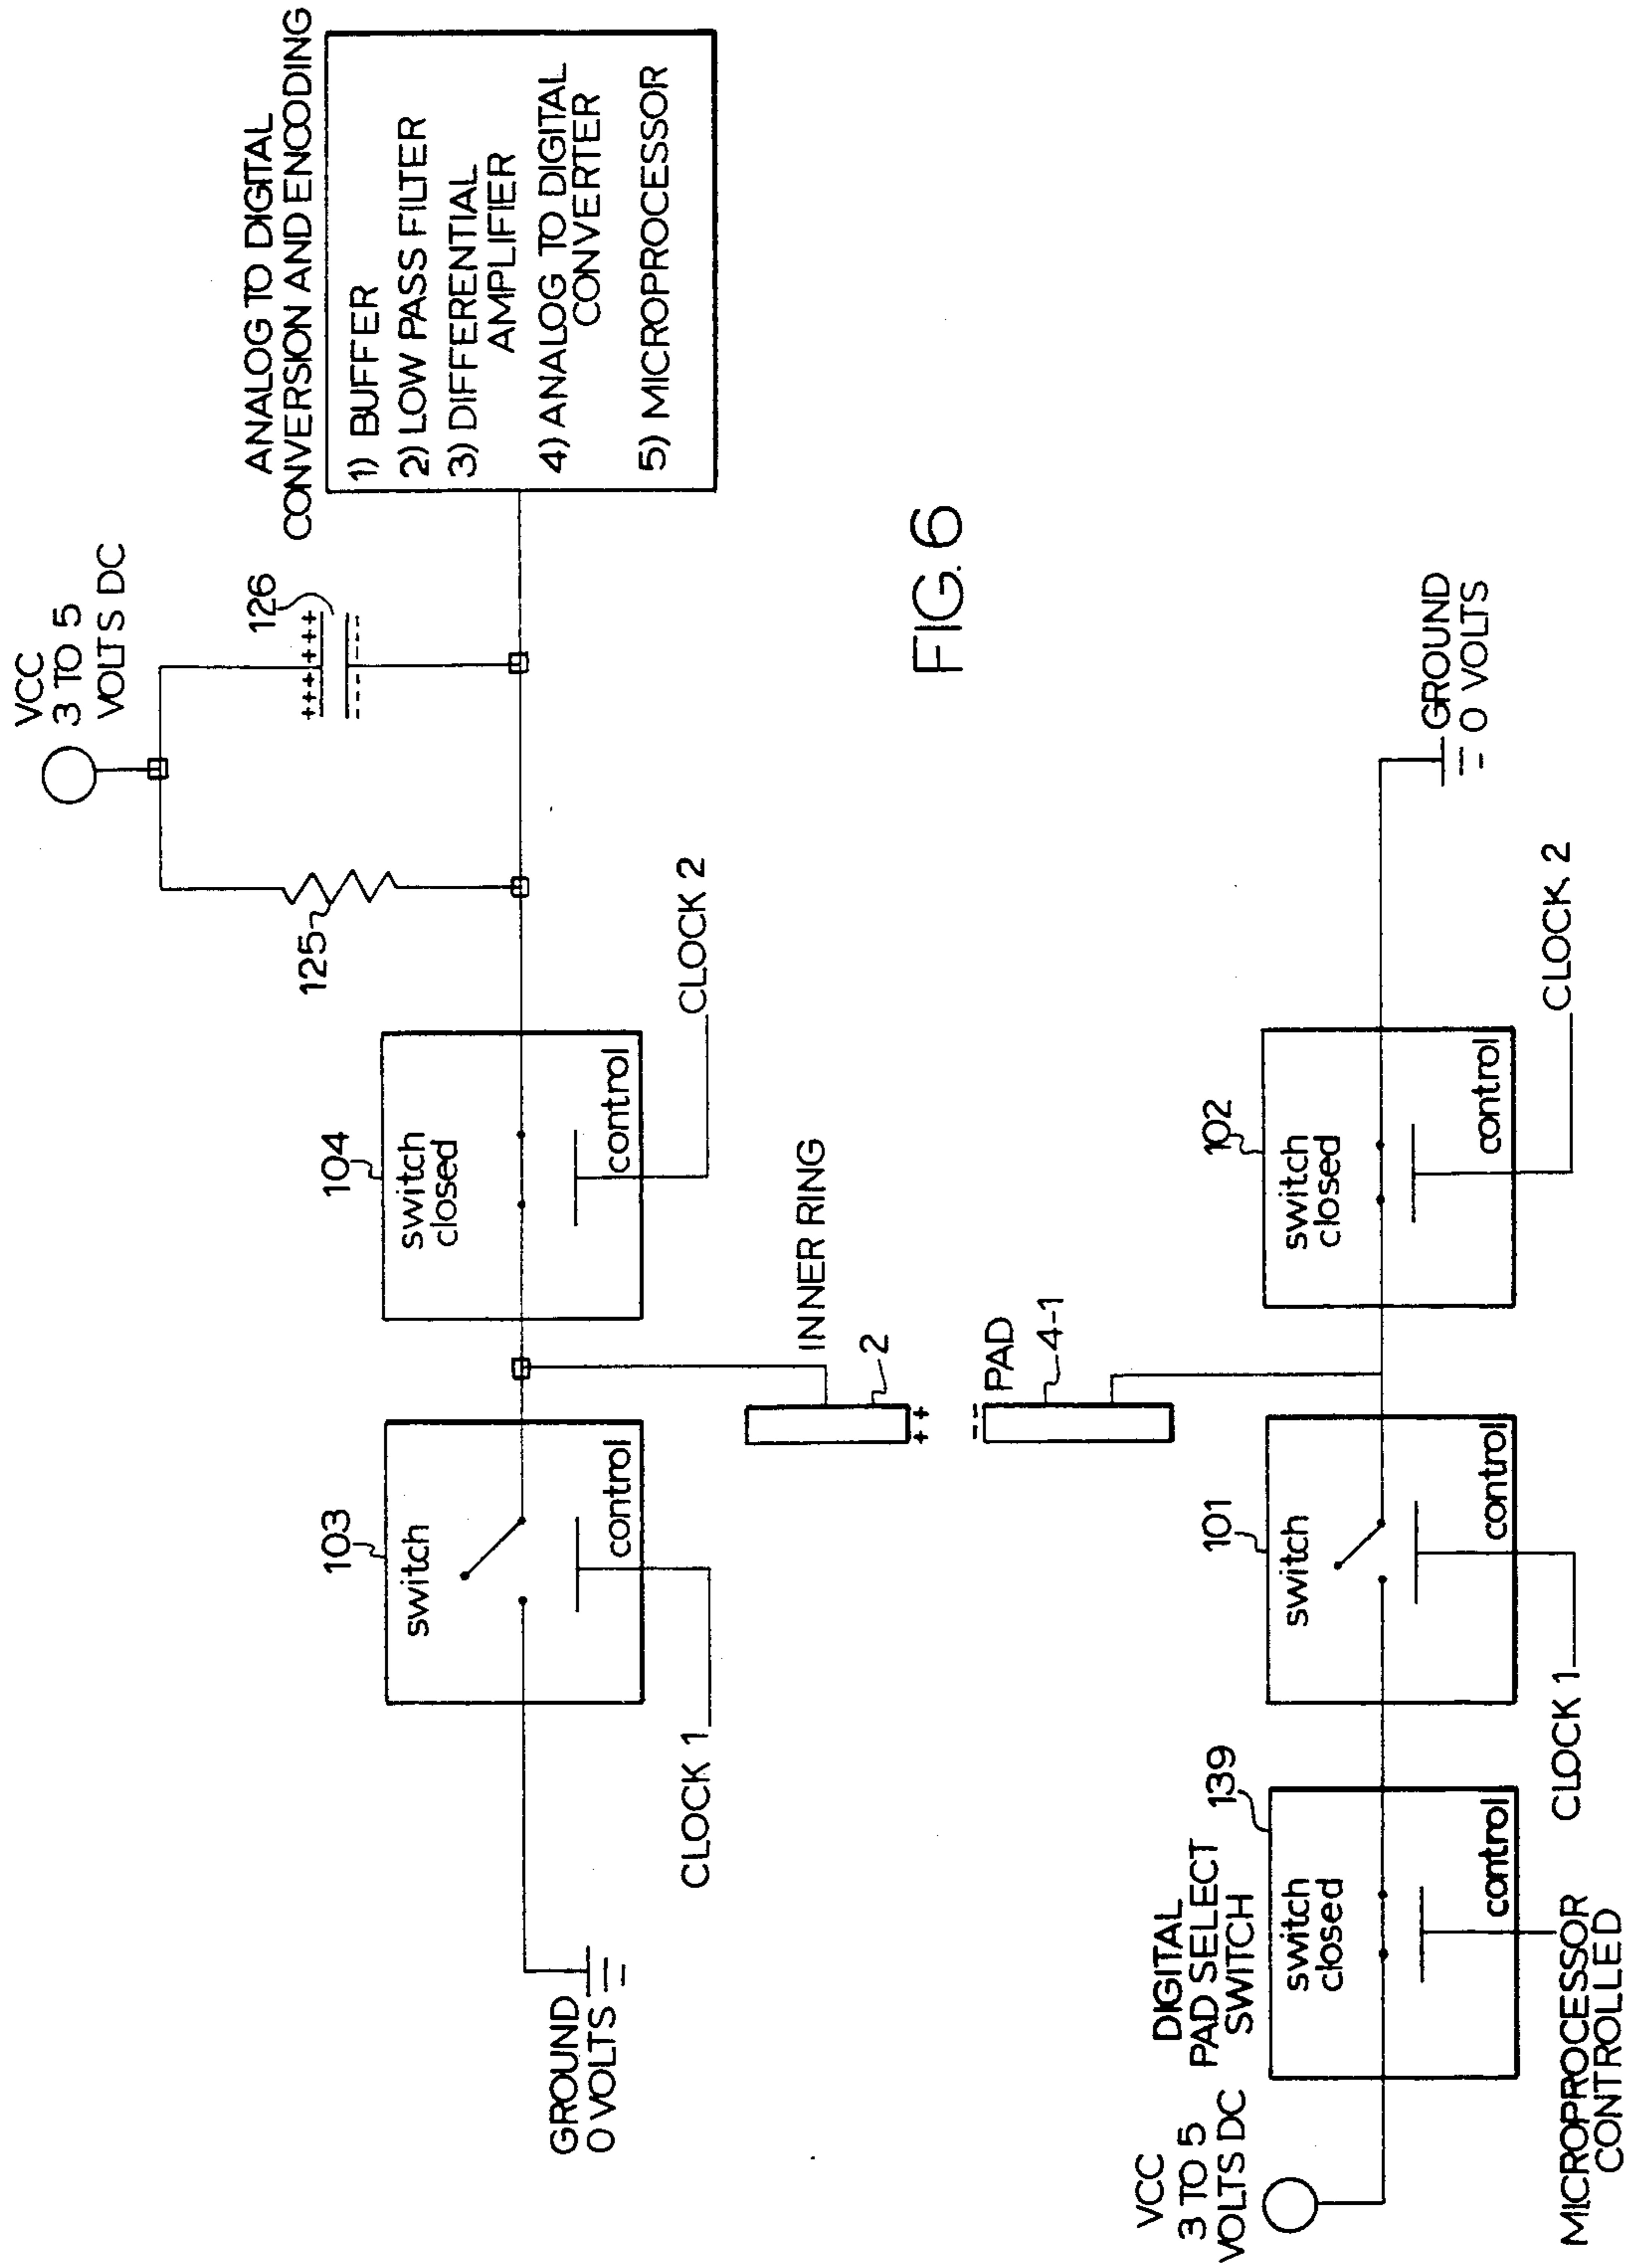 ANALOG TO DIGITAL
CONVERSION AND ENCODING
1) BUFFER
2) LOW PASS FILTER
3) DIFFERENTIAL
AMPLIFIER
4) ANALOG TO DIGITAL
CONVERTER
5) MICROPROCESSOR
VCC
3 TO 5
VOLTS DC
126
++++ +++
-----
125
104
switch
closed
control
CLOCK 2
103
switch
control
CLOCK 1
GROUND
0 VOLTS
INNER RING
2
++
--
PAD
4-1
FIG. 6
VCC
3 TO 5
VOLTS DC
DIGITAL
PAD SELECT
SWITCH
139
switch
closed
control
MICROPROCESSOR
CONTROLLED
101
switch
control
CLOCK 1
102
switch
closed
control
CLOCK 2
GROUND
0 VOLTS